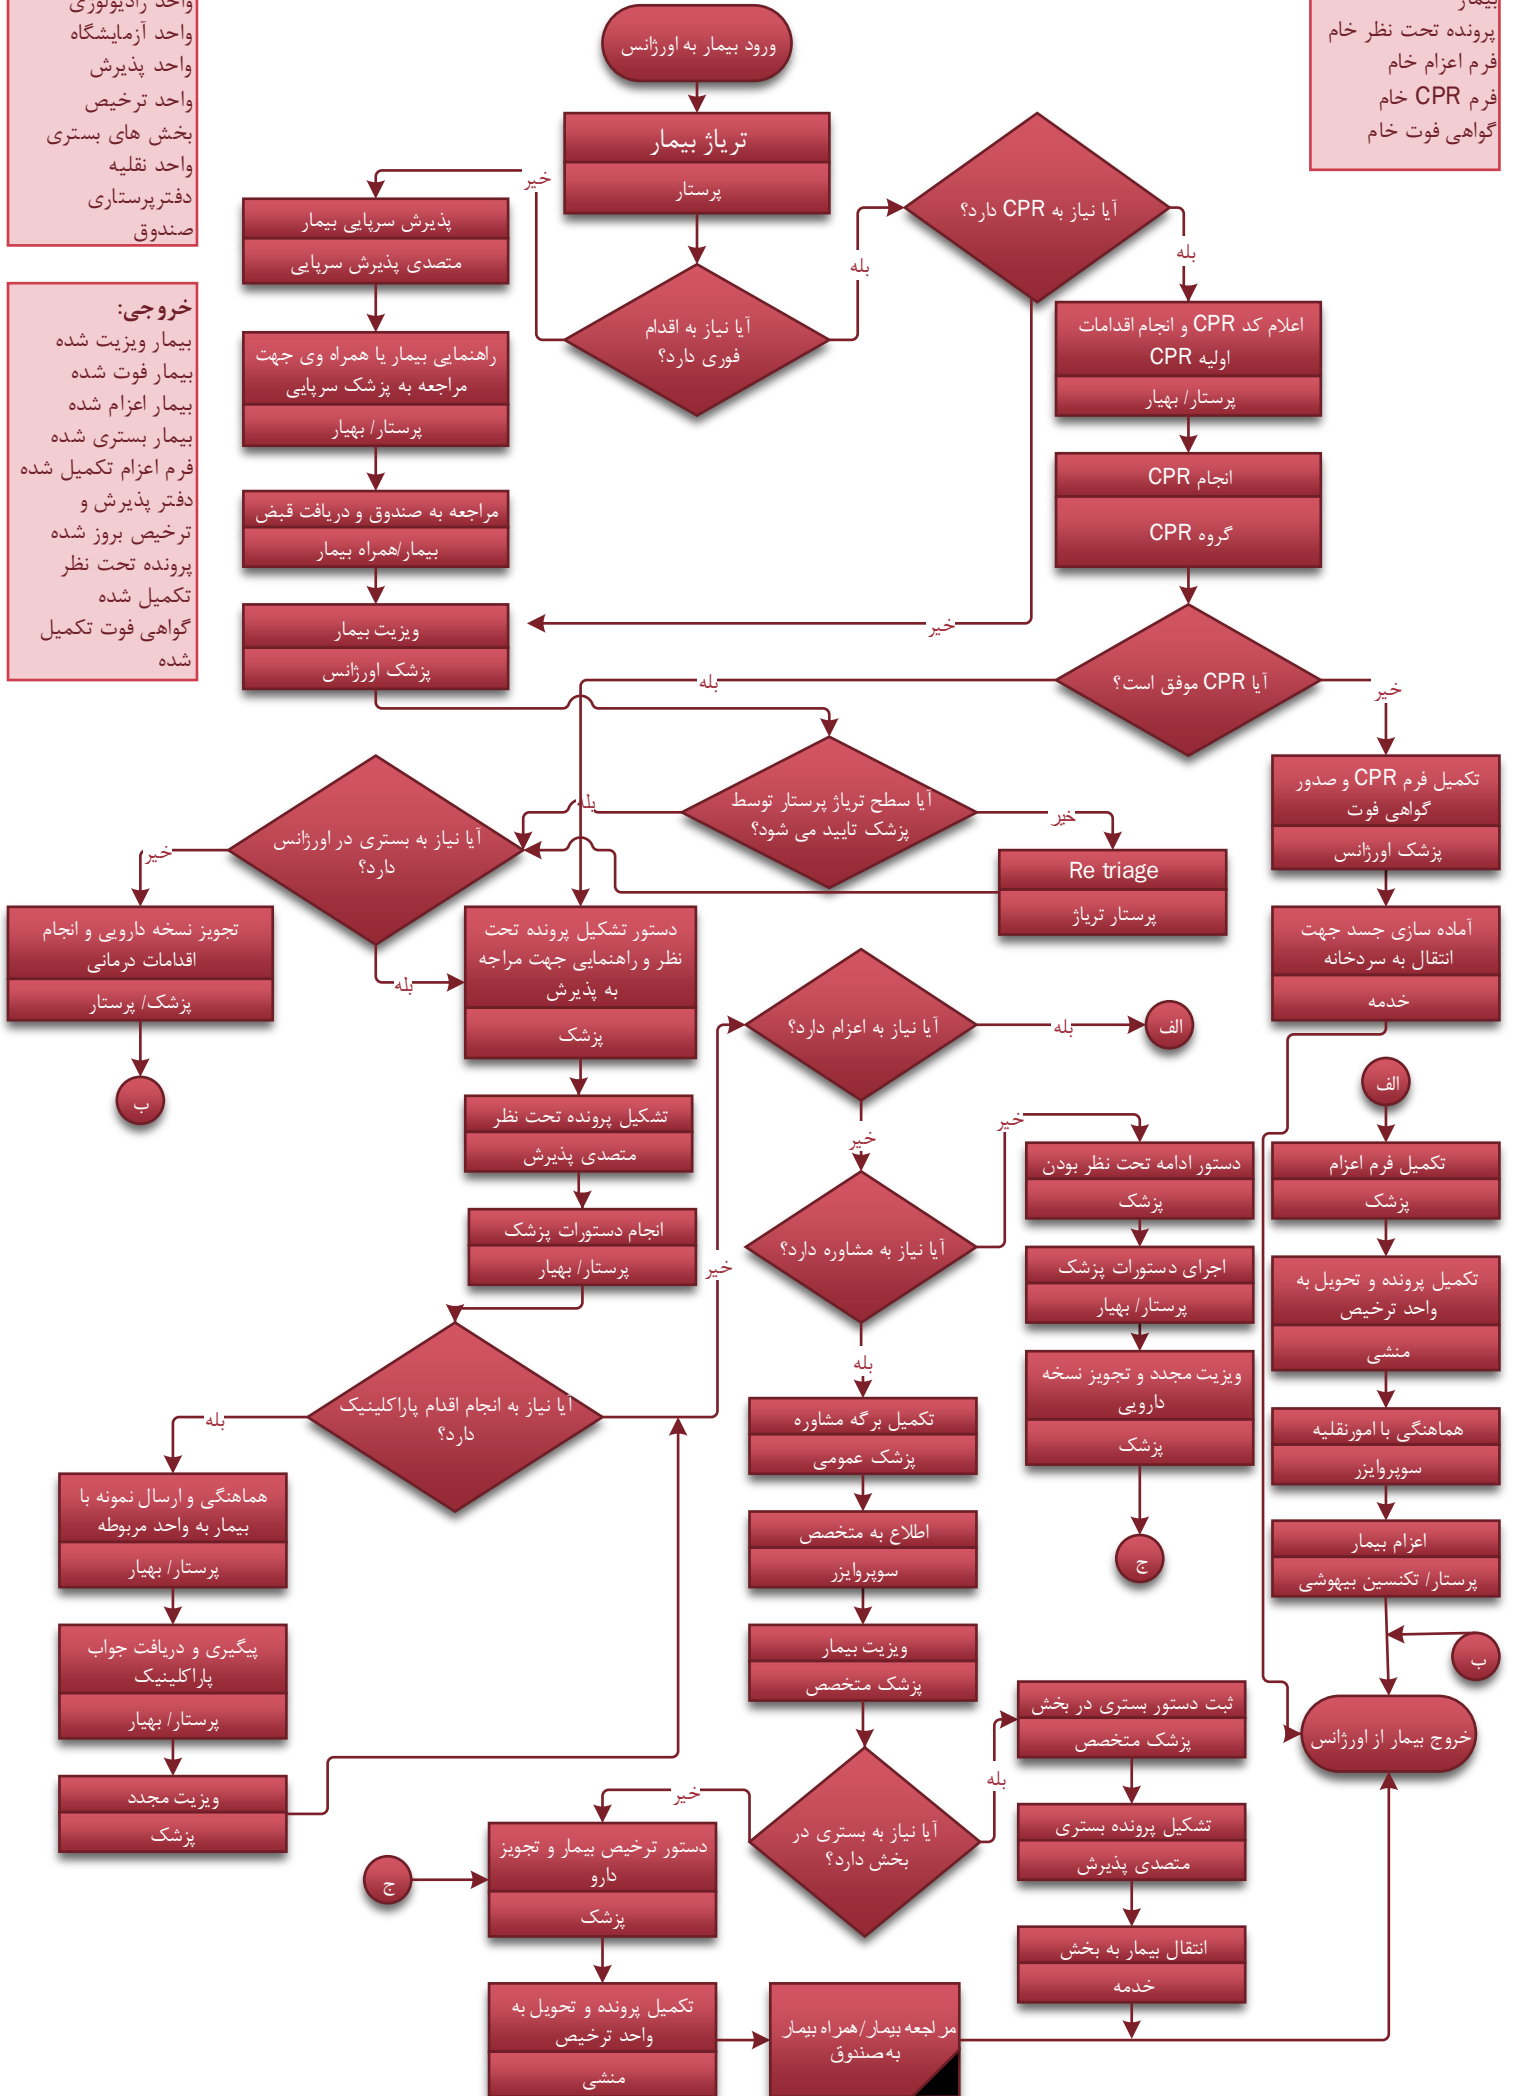 واحد رادیولوژی
واحد آزمایشگاه
واحد پذیرش
واحد ترخیص
بخش های بستری
واحد نقلیه
دفترپرستاری
صندوق
خروجی:
بیمار ویزیت شده
بیمار فوت شده
بیمار اعزام شده
بیمار بستری شده
فرم اعزام تکمیل شده
دفتر پذیرش و
ترخیص بروز شده
پرونده تحت نظر
تکمیل شده
گواهی فوت تکمیل
شده
بیمار
پرونده تحت نظر خام
فرم اعزام خام
فرم CPR خام
گواهی فوت خام
ورود بیمار به اورژانس
تریاژ بیمار
پرستار
آیا نیاز به اقدام
فوری دارد؟
خیر
بله
پذیرش سرپایی بیمار
متصدی پذیرش سرپایی
راهنمایی بیمار یا همراه وی جهت
مراجعه به پزشک سرپایی
پرستار/ بهیار
مراجعه به صندوق و دریافت قبض
بیمار/همراه بیمار
ویزیت بیمار
پزشک اورژانس
آیا نیاز به CPR دارد؟
بله
خیر
اعلام کد CPR و انجام اقدامات
اولیه CPR
پرستار/ بهیار
انجام CPR
گروه CPR
آیا CPR موفق است؟
بله
خیر
تکمیل فرم CPR و صدور
گواهی فوت
پزشک اورژانس
آماده سازی جسد جهت
انتقال به سردخانه
خدمه
آیا سطح تریاژ پرستار توسط
پزشک تایید می شود؟
بله
خیر
Re triage
پرستار تریاژ
آیا نیاز به بستری در اورژانس
دارد؟
خیر
بله
تجویز نسخه دارویی و انجام
اقدامات درمانی
پزشک/ پرستار
ب
دستور تشکیل پرونده تحت
نظر و راهنمایی جهت مراجه
به پذیرش
پزشک
تشکیل پرونده تحت نظر
متصدی پذیرش
انجام دستورات پزشک
پرستار/ بهیار
آیا نیاز به انجام اقدام پاراکلینیک
دارد؟
بله
خیر
هماهنگی و ارسال نمونه با
بیمار به واحد مربوطه
پرستار/ بهیار
پیگیری و دریافت جواب
پاراکلینیک
پرستار/ بهیار
ویزیت مجدد
پزشک
آیا نیاز به اعزام دارد؟
بله
الف
خیر
آیا نیاز به مشاوره دارد؟
خیر
بله
دستور ادامه تحت نظر بودن
پزشک
اجرای دستورات پزشک
پرستار/ بهیار
ویزیت مجدد و تجویز نسخه
دارویی
پزشک
ج
تکمیل برگه مشاوره
پزشک عمومی
اطلاع به متخصص
سوپروایزر
ویزیت بیمار
پزشک متخصص
آیا نیاز به بستری در
بخش دارد؟
بله
خیر
ثبت دستور بستری در بخش
پزشک متخصص
تشکیل پرونده بستری
متصدی پذیرش
انتقال بیمار به بخش
خدمه
ج
دستور ترخیص بیمار و تجویز
دارو
پزشک
تکمیل پرونده و تحویل به
واحد ترخیص
منشی
مراجعه بیمار/همراه بیمار
به صندوق
الف
تکمیل فرم اعزام
پزشک
تکمیل پرونده و تحویل به
واحد ترخیص
منشی
هماهنگی با امورنقلیه
سوپروایزر
اعزام بیمار
پرستار/ تکنسین بیهوشی
ب
خروج بیمار از اورژانس